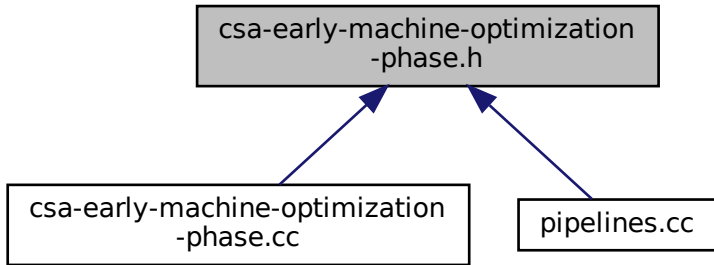 csa-early-machine-optimization
-phase.h
csa-early-machine-optimization
-phase.cc
pipelines.cc